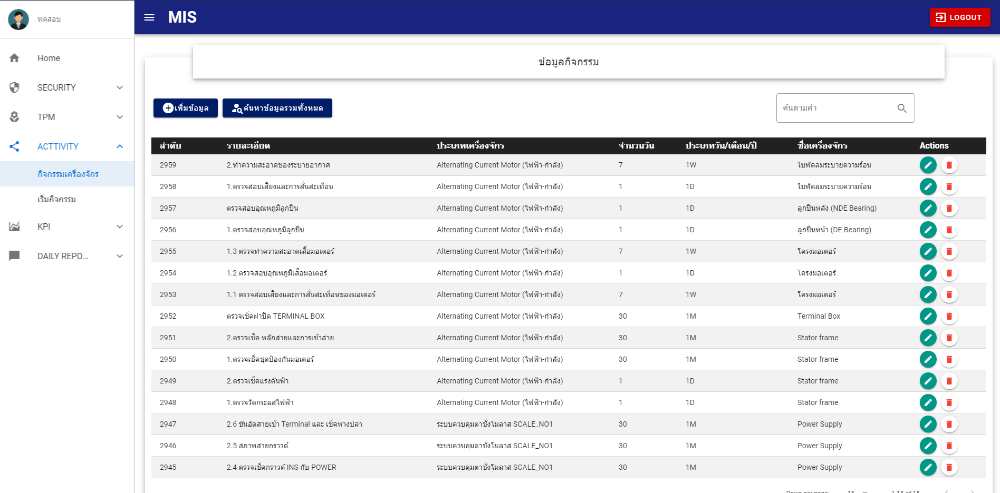 ทดสอบ
MIS
LOGOUT
Home
SECURITY
TPM
ACTTIVITY
กิจกรรมเครื่องจักร
เริ่มกิจกรรม
KPI
DAILY REPO...
ข้อมูลกิจกรรม
เพิ่มข้อมูล ค้นหาข้อมูลรวมทั้งหมด
ค้นตามคำ
ลำดับ รายละเอียด ประเภทเครื่องจักร จำนวนวัน ประเภทวัน/เดือน/ปี ชื่อเครื่องจักร Actions
2959 2.ทำความสะอาดช่องระบายอากาศ Alternating Current Motor (ไฟฟ้า-กำลัง) 7 1W ใบพัดลมระบายความร้อน
2958 1.ตรวจสอบเสียงและการสั่นสะเทือน Alternating Current Motor (ไฟฟ้า-กำลัง) 1 1D ใบพัดลมระบายความร้อน
2957 ตรวจสอบอุณหภูมิลูกปืน Alternating Current Motor (ไฟฟ้า-กำลัง) 1 1D ลูกปืนหลัง (NDE Bearing)
2956 1.ตรวจสอบอุณหภูมิลูกปืน Alternating Current Motor (ไฟฟ้า-กำลัง) 1 1D ลูกปืนหน้า (DE Bearing)
2955 1.3 ตรวจทำความสะอาดเสื้อมอเตอร์ Alternating Current Motor (ไฟฟ้า-กำลัง) 7 1W โครงมอเตอร์
2954 1.2 ตรวจสอบอุณหภูมิเสื้อมอเตอร์ Alternating Current Motor (ไฟฟ้า-กำลัง) 1 1D โครงมอเตอร์
2953 1.1 ตรวจสอบเสียงและการสั่นสะเทือนของมอเตอร์ Alternating Current Motor (ไฟฟ้า-กำลัง) 7 1W โครงมอเตอร์
2952 ตรวจเช็คฝาปิด TERMINAL BOX Alternating Current Motor (ไฟฟ้า-กำลัง) 30 1M Terminal Box
2951 2.ตรวจเช็ค หลักสายและการเข้าสาย Alternating Current Motor (ไฟฟ้า-กำลัง) 30 1M Stator frame
2950 1.ตรวจเช็คชุดป้องกันมอเตอร์ Alternating Current Motor (ไฟฟ้า-กำลัง) 30 1M Stator frame
2949 2.ตรวจเช็คแรงดันฟ้า Alternating Current Motor (ไฟฟ้า-กำลัง) 1 1D Stator frame
2948 1.ตรวจวัดกระแสไฟฟ้า Alternating Current Motor (ไฟฟ้า-กำลัง) 1 1D Stator frame
2947 2.6 ขันอัดสายเข้า Terminal และ เช็คหางปลา ระบบควบคุมตาชั่งโมลาส SCALE_NO1 30 1M Power Supply
2946 2.5 สภาพสายกราวด์ ระบบควบคุมตาชั่งโมลาส SCALE_NO1 30 1M Power Supply
2945 2.4 ตรวจเช็คกราวด์ INS กับ POWER ระบบควบคุมตาชั่งโมลาส SCALE_NO1 30 1M Power Supply
Rows per page: 15 1-15 of 15